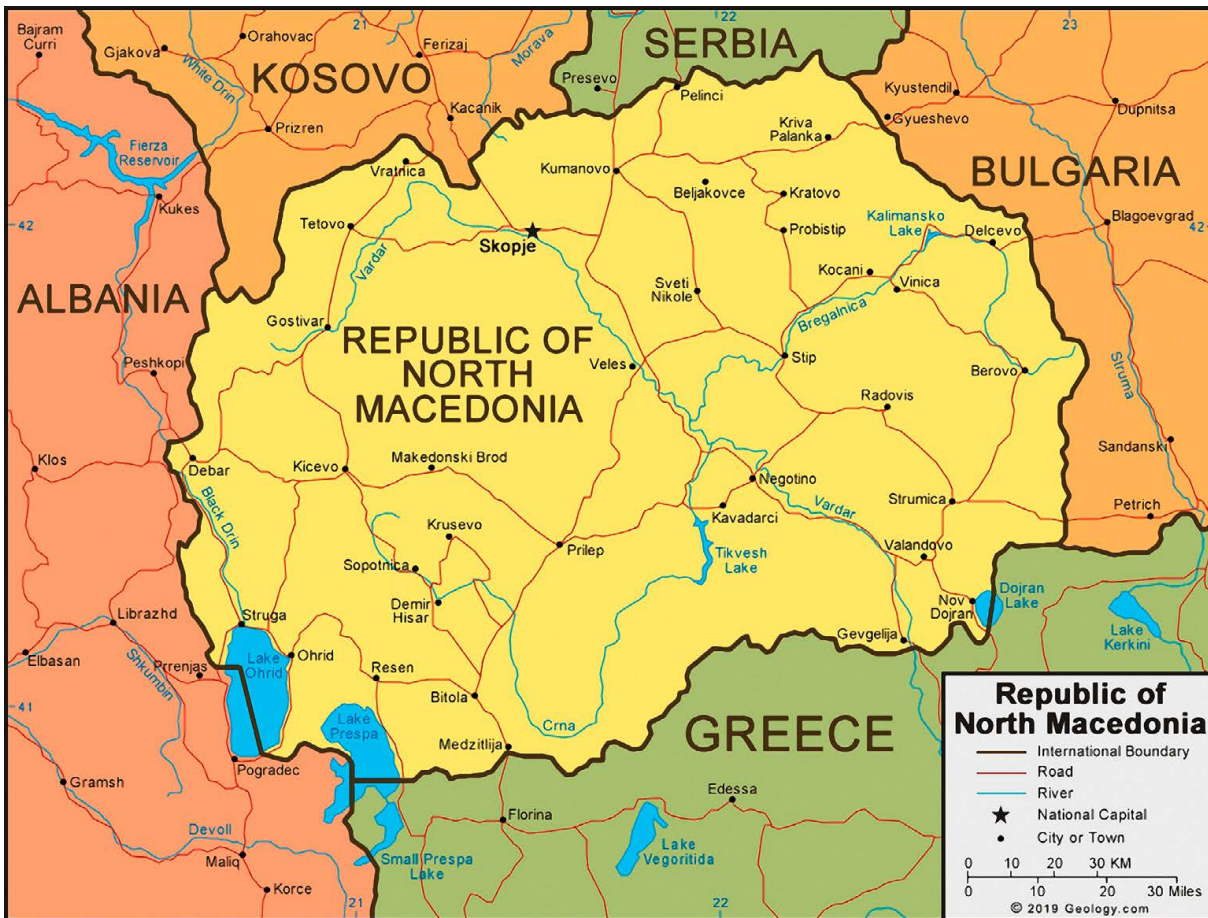 21
22
23
Bajram
Curri
Gjakova
Orahovac
Ferizaj
Morava
SERBIA
White Drin
KOSOVO
Presevo
Pelinci
Kyustendil
Dupnitsa
Kacanik
Gyueshevo
Prizren
Kriva
Palanka
Fierza
Reservoir
Vratnica
Kumanovo
Beljakovce
Kratovo
BULGARIA
Kukes
42
Tetovo
Skopje
Probistip
Kalimansko
Lake
Delcevo
Blagoevgrad
42
Vardar
Kocani
Vinica
Sveti
Nikole
ALBANIA
Bregalnica
Gostivar
REPUBLIC OF
NORTH
MACEDONIA
Veles
Stip
Berovo
Struma
Peshkopi
Radovis
Klos
Debar
Kicevo
Makedonski Brod
Sandanski
Negotino
Black Drin
Kavadarci
Vardar
Strumica
Petrich
Krusevo
Prilep
Tikvesh
Lake
Valandovo
Sopotnica
Demir
Hisar
Nov
Dojran
Dojran
Lake
Librazhd
Struga
Gevgelija
Lake
Kerkini
Elbasan
Shkumbin
Prrenjas
Lake
Ohrid
Ohrid
Resen
Bitola
41
Lake
Prespa
Crna
GREECE
Medzitlija
Pogradec
Gramsh
Florina
Edessa
Devoll
Maliq
Small Prespa
Lake
Lake
Vegoritida
Korce
21
22
Republic of
North Macedonia
International Boundary
Road
River
National Capital
City or Town
0 10 20 30 KM
0 10 20 30 Miles
© 2019 Geology.com